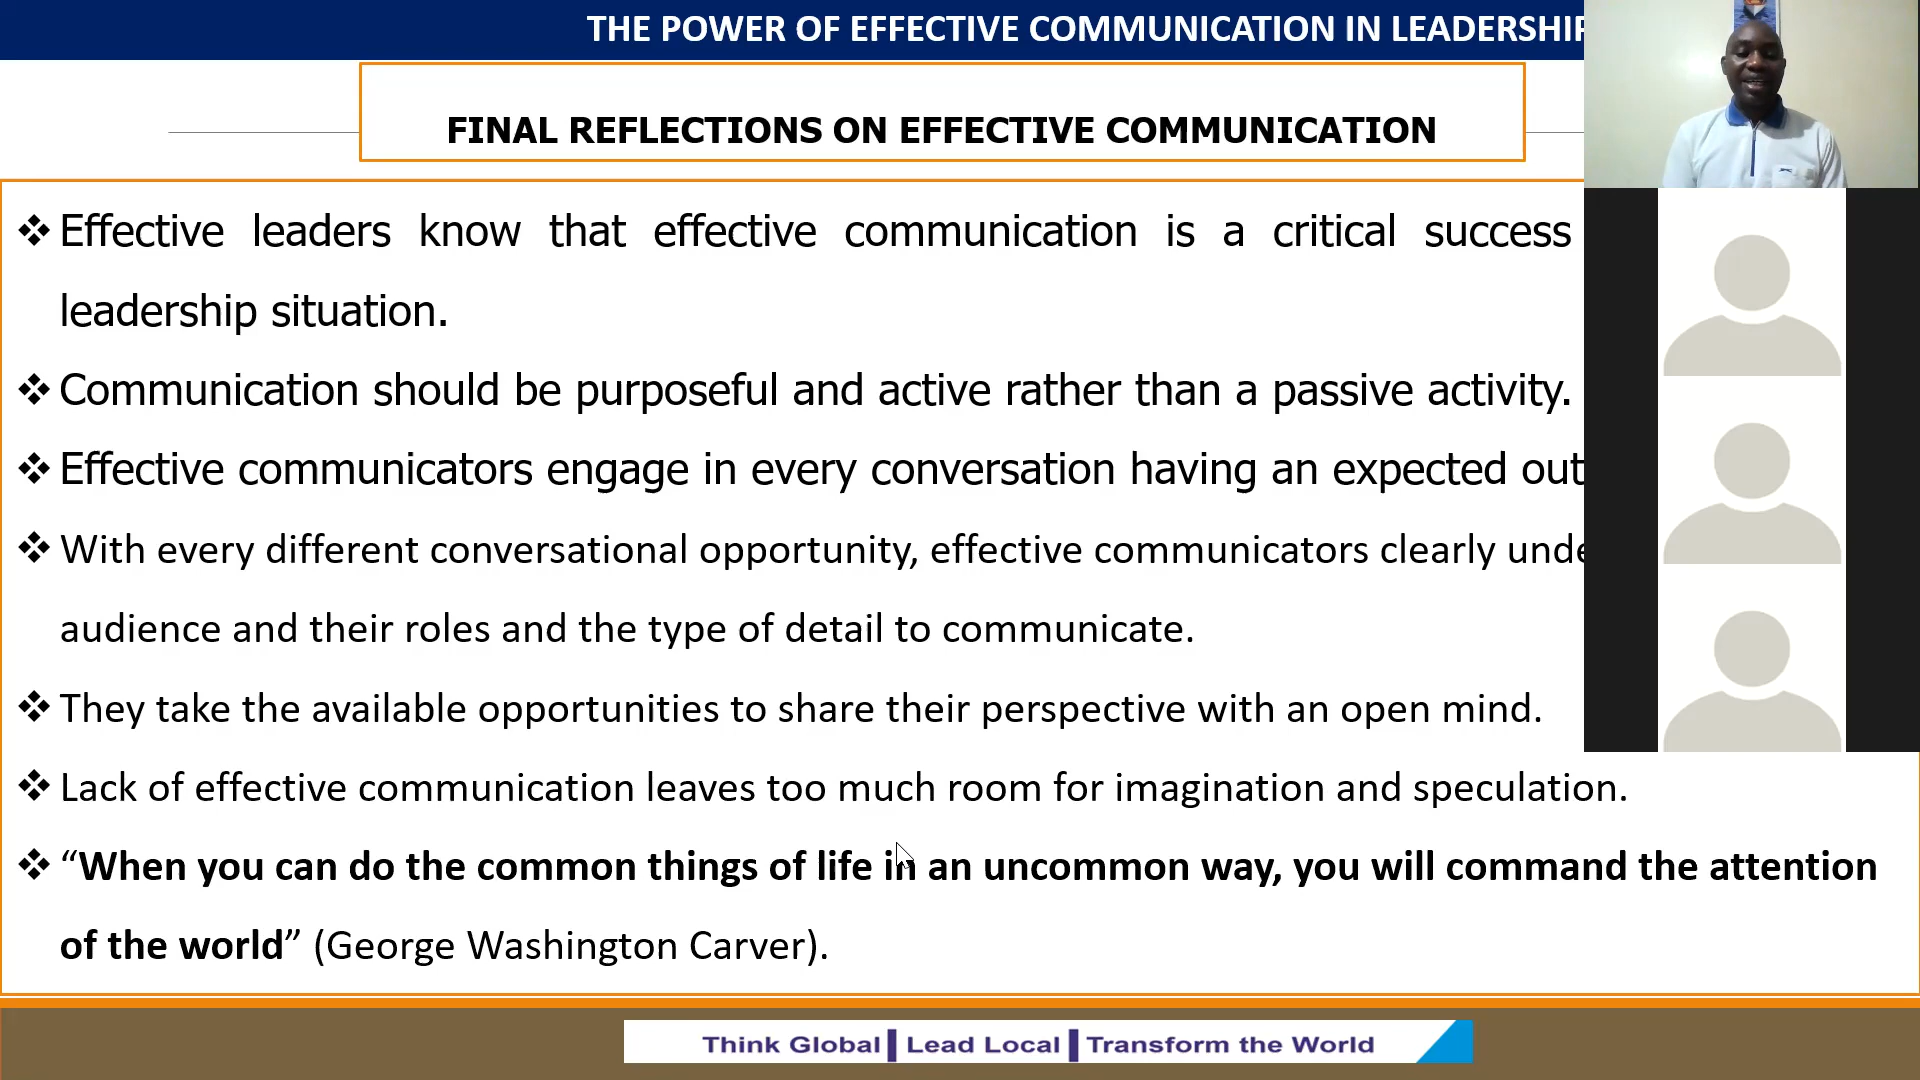 THE POWER OF EFFECTIVE COMMUNICATION IN LEADERSHIP
FINAL REFLECTIONS ON EFFECTIVE COMMUNICATION
❖ Effective leaders know that effective communication is a critical success
leadership situation.
❖ Communication should be purposeful and active rather than a passive activity.
❖ Effective communicators engage in every conversation having an expected out
❖ With every different conversational opportunity, effective communicators clearly unde
audience and their roles and the type of detail to communicate.
❖ They take the available opportunities to share their perspective with an open mind.
❖ Lack of effective communication leaves too much room for imagination and speculation.
❖ “When you can do the common things of life in an uncommon way, you will command the attention
of the world” (George Washington Carver).
Think Global | Lead Local | Transform the World